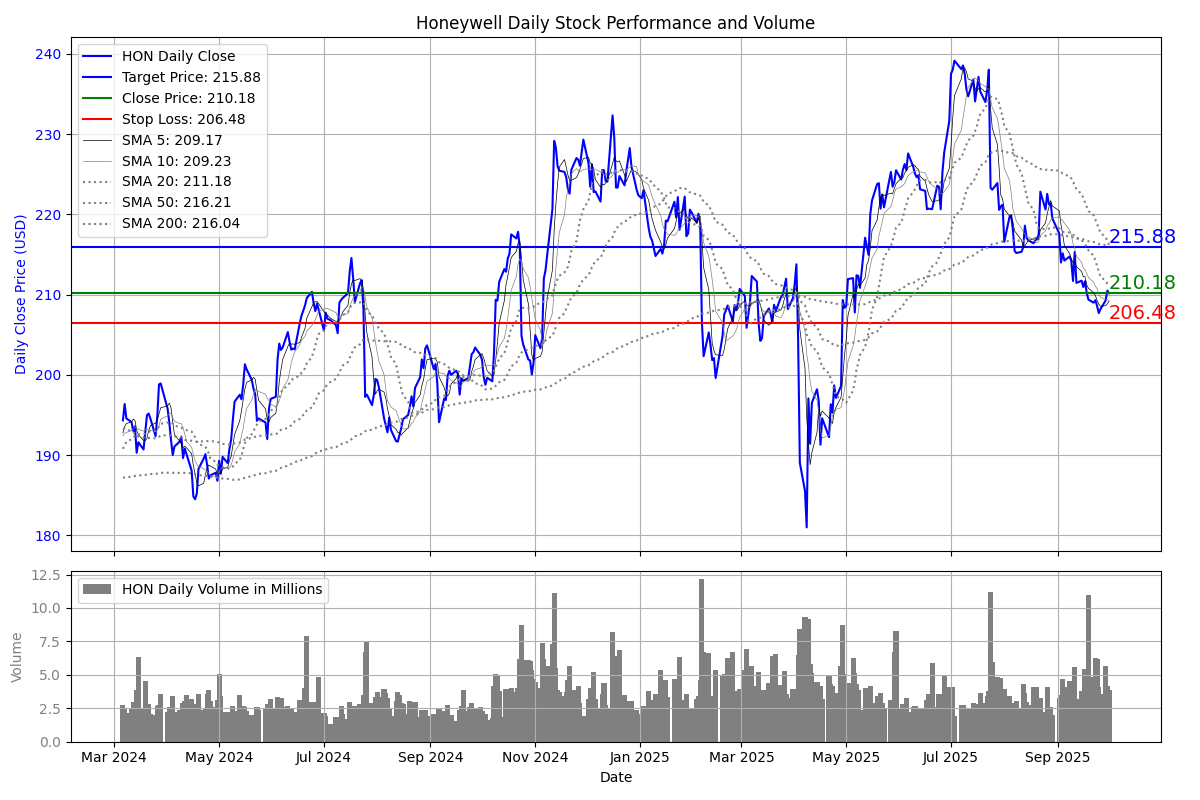 Honeywell Daily Stock Performance and Volume
HON Daily Close
Target Price: 215.88
Close Price: 210.18
Stop Loss: 206.48
SMA 5: 209.17
SMA 10: 209.23
SMA 20: 211.18
SMA 50: 216.21
SMA 200: 216.04
240
230
220
210
200
190
180
Daily Close Price (USD)
215.88
210.18
206.48
HON Daily Volume in Millions
12.5
10.0
7.5
5.0
2.5
0.0
Volume
Mar 2024 May 2024 Jul 2024 Sep 2024 Nov 2024 Jan 2025 Mar 2025 May 2025 Jul 2025 Sep 2025
Date